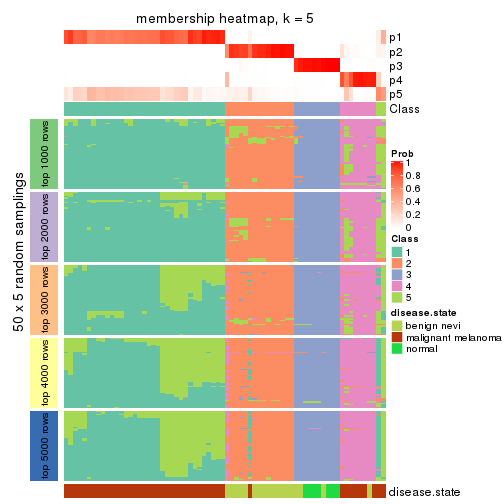 membership heatmap, k = 5
p1
p2
p3
p4
p5
Class
50 x 5 random samplings
top 1000 rows
top 2000 rows
top 3000 rows
top 4000 rows
top 5000 rows
Prob
1
0.8
0.6
0.4
0.2
0
Class
1
2
3
4
5
disease.state
benign nevi
malignant melanoma
normal
disease.state